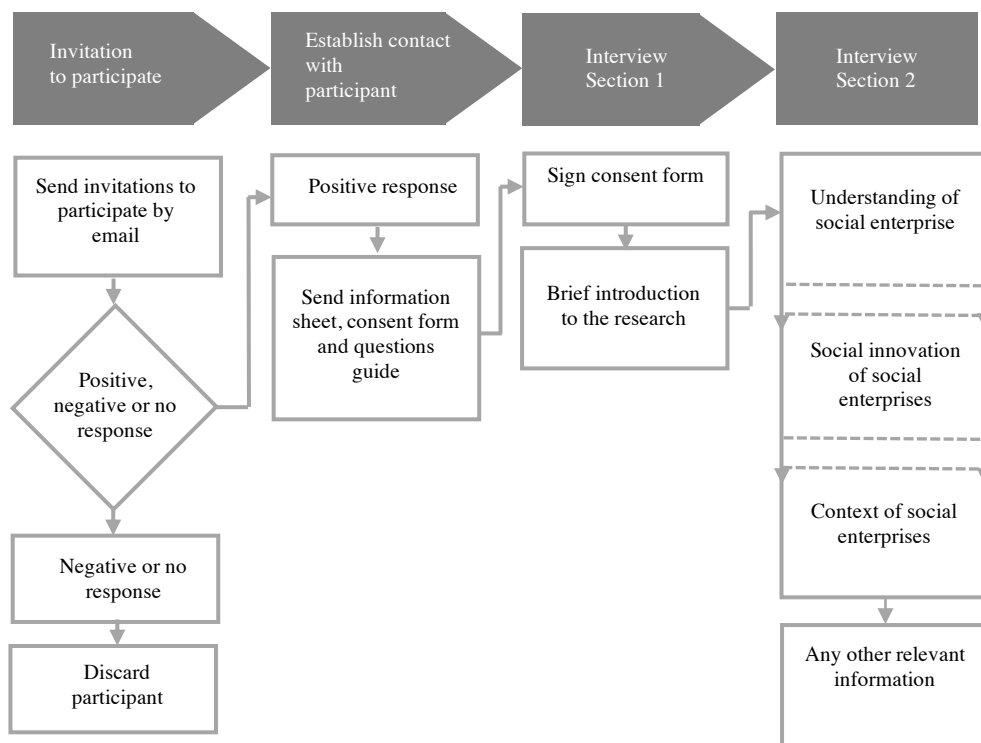 Invitation
to participate
Establish contact
with
participant
Interview
Section 1
Interview
Section 2
Send invitations to
participate by
email
Positive,
negative or no
response
Negative or no
response
Discard
participant
Positive response
Send information
sheet, consent form
and questions
guide
Sign consent form
Brief introduction
to the research
Understanding of
social enterprise
Social innovation
of social
enterprises
Context of social
enterprises
Any other relevant
information